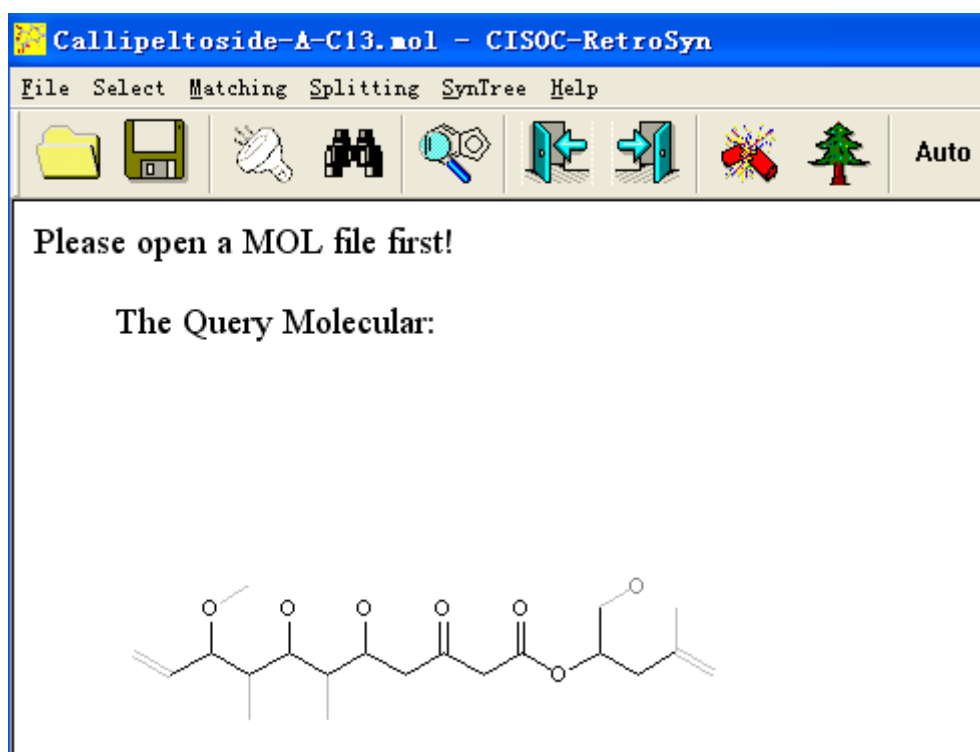 Callipeltoside-A-C13.mol - CISOC-RetroSyn
File Select Matching Splitting SynTree Help
Auto
Please open a MOL file first!
The Query Molecular:
O
O O O O O
O